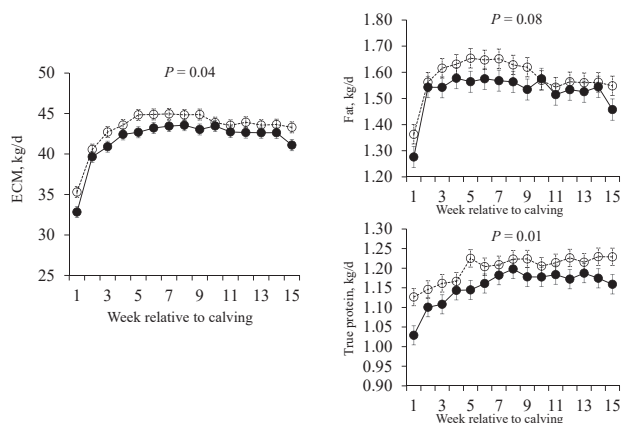 P = 0.04
50
45
40
35
30
25
ECM, kg/d
1 3 5 7 9 11 13 15
Week relative to calving
P = 0.08
1.80
1.70
1.60
1.50
1.40
1.30
1.20
Fat, kg/d
1 3 5 7 9 11 13 15
Week relative to calving
P = 0.01
1.30
1.25
1.20
1.15
1.10
1.05
1.00
0.95
0.90
True protein, kg/d
1 3 5 7 9 11 13 15
Week relative to calving